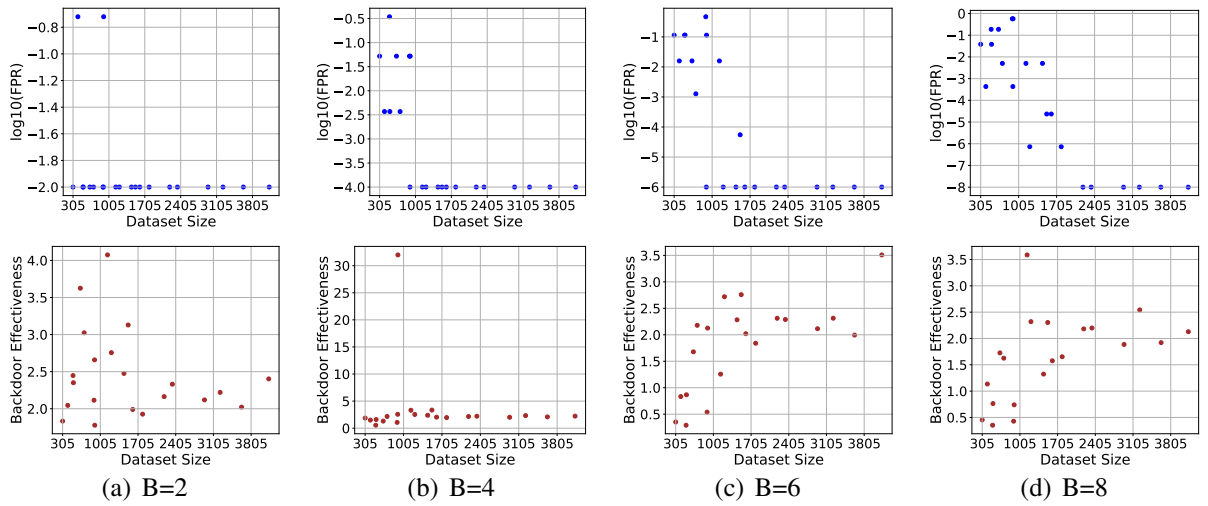 −0.8
−1.0
−1.2
−1.4
−1.6
−1.8
−2.0
log10(FPR)
305 1005 1705 2405 3105 3805
Dataset Size
−0.5
−1.0
−1.5
−2.0
−2.5
−3.0
−3.5
−4.0
log10(FPR)
305 1005 1705 2405 3105 3805
Dataset Size
−1
−2
−3
−4
−5
−6
log10(FPR)
305 1005 1705 2405 3105 3805
Dataset Size
0
−1
−2
−3
−4
−5
−6
−7
−8
log10(FPR)
305 1005 1705 2405 3105 3805
Dataset Size
4.0
3.5
3.0
2.5
2.0
Backdoor Effectiveness
305 1005 1705 2405 3105 3805
Dataset Size
30
25
20
15
10
5
0
Backdoor Effectiveness
305 1005 1705 2405 3105 3805
Dataset Size
3.5
3.0
2.5
2.0
1.5
1.0
0.5
Backdoor Effectiveness
305 1005 1705 2405 3105 3805
Dataset Size
3.5
3.0
2.5
2.0
1.5
1.0
0.5
Backdoor Effectiveness
305 1005 1705 2405 3105 3805
Dataset Size
(a) B=2
(b) B=4
(c) B=6
(d) B=8